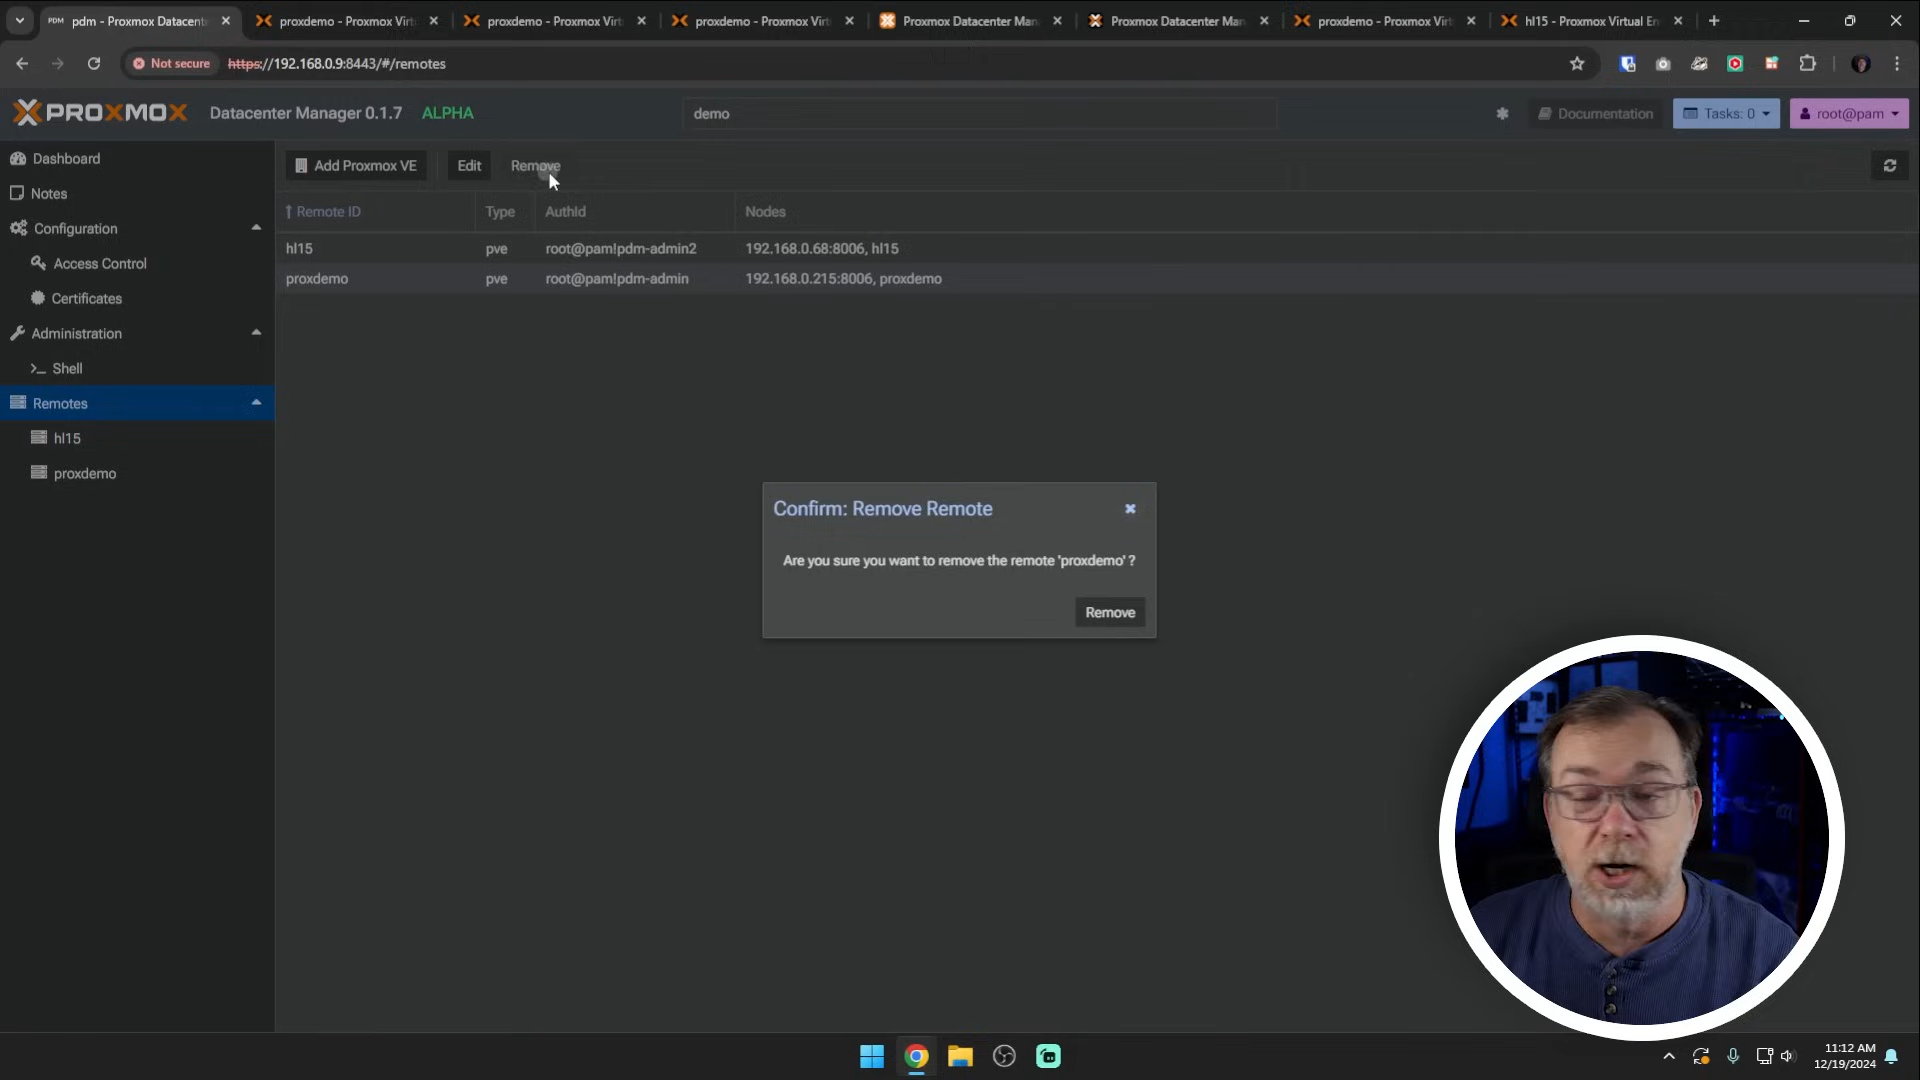 PDM pdm - Proxmox Datacent
proxdemo - Proxmox Virt
proxdemo - Proxmox Virt
proxdemo - Proxmox Virt
Proxmox Datacenter Man
Proxmox Datacenter Man
proxdemo - Proxmox Virt
hl15 - Proxmox Virtual En
Not secure https://192.168.0.9:8443/#/remotes
PROXMOX Datacenter Manager 0.1.7 ALPHA
demo
Documentation
Tasks: 0
root@pam
Dashboard
Notes
Configuration
Access Control
Certificates
Administration
Shell
Remotes
hl15
proxdemo
Add Proxmox VE Edit Remove
Remote ID Type AuthId Nodes
hl15 pve root@pam!pdm-admin2 192.168.0.68:8006, hl15
proxdemo pve root@pam!pdm-admin 192.168.0.215:8006, proxdemo
Confirm: Remove Remote
Are you sure you want to remove the remote 'proxdemo' ?
Remove
11:12 AM
12/19/2024